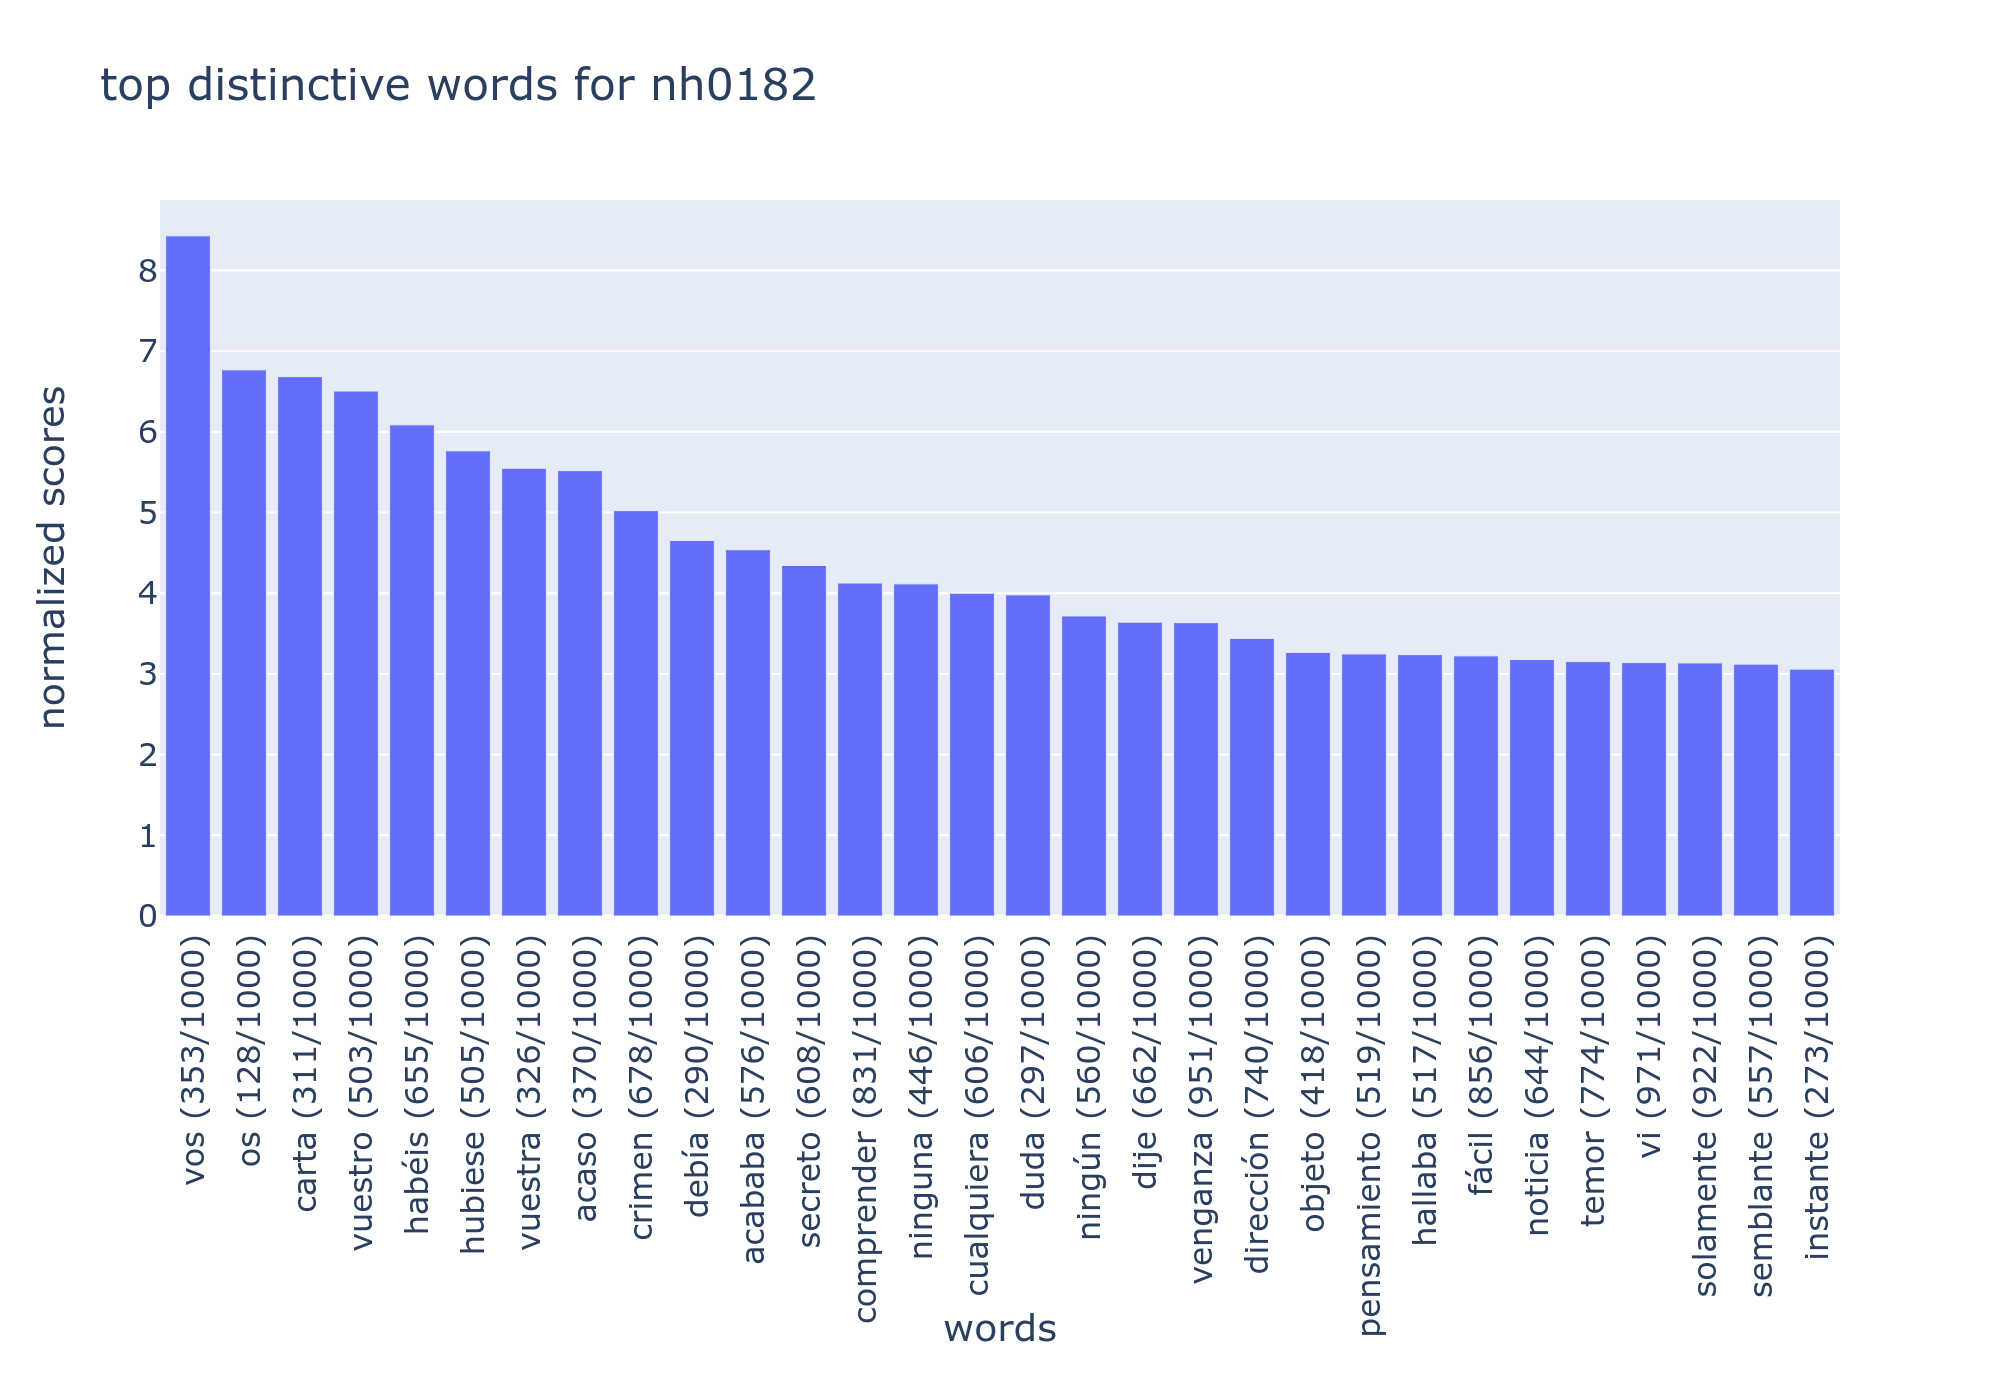 top distinctive words for nh0182
normalized scores
8
7
6
5
4
3
2
1
0
vos (353/1000)
os (128/1000)
carta (311/1000)
vuestro (503/1000)
habéis (655/1000)
hubiese (505/1000)
vuestra (326/1000)
acaso (370/1000)
crimen (678/1000)
debía (290/1000)
acababa (576/1000)
secreto (608/1000)
comprender (831/1000)
ninguna (446/1000)
cualquiera (606/1000)
duda (297/1000)
ningún (560/1000)
dije (662/1000)
venganza (951/1000)
dirección (740/1000)
objeto (418/1000)
pensamiento (519/1000)
hallaba (517/1000)
fácil (856/1000)
noticia (644/1000)
temor (774/1000)
vi (971/1000)
solamente (922/1000)
semblante (557/1000)
instante (273/1000)
words